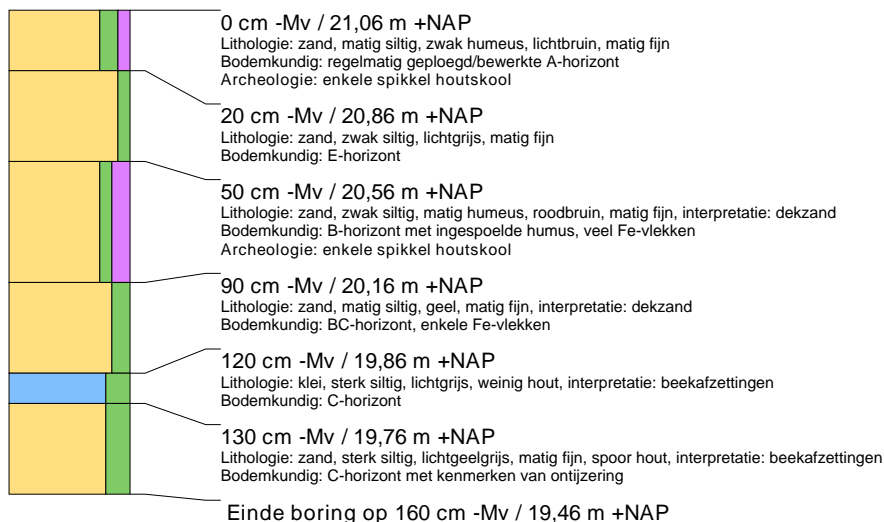 0 cm -Mv / 21,06 m +NAP
Lithologie: zand, matig siltig, zwak humeus, lichtbruin, matig fijn
Bodemkundig: regelmatig geploegd/bewerkte A-horizont
Archeologie: enkele spikkel houtskool
20 cm -Mv / 20,86 m +NAP
Lithologie: zand, zwak siltig, lichtgrijs, matig fijn
Bodemkundig: E-horizont
50 cm -Mv / 20,56 m +NAP
Lithologie: zand, zwak siltig, matig humeus, roodbruin, matig fijn, interpretatie: dekzand
Bodemkundig: B-horizont met ingespoelde humus, veel Fe-vlekken
Archeologie: enkele spikkel houtskool
90 cm -Mv / 20,16 m +NAP
Lithologie: zand, matig siltig, geel, matig fijn, interpretatie: dekzand
Bodemkundig: BC-horizont, enkele Fe-vlekken
120 cm -Mv / 19,86 m +NAP
Lithologie: klei, sterk siltig, lichtgrijs, weinig hout, interpretatie: beekafzettingen
Bodemkundig: C-horizont
130 cm -Mv / 19,76 m +NAP
Lithologie: zand, sterk siltig, lichtgeelgrijs, matig fijn, spoor hout, interpretatie: beekafzettingen
Bodemkundig: C-horizont met kenmerken van ontijzering
Einde boring op 160 cm -Mv / 19,46 m +NAP